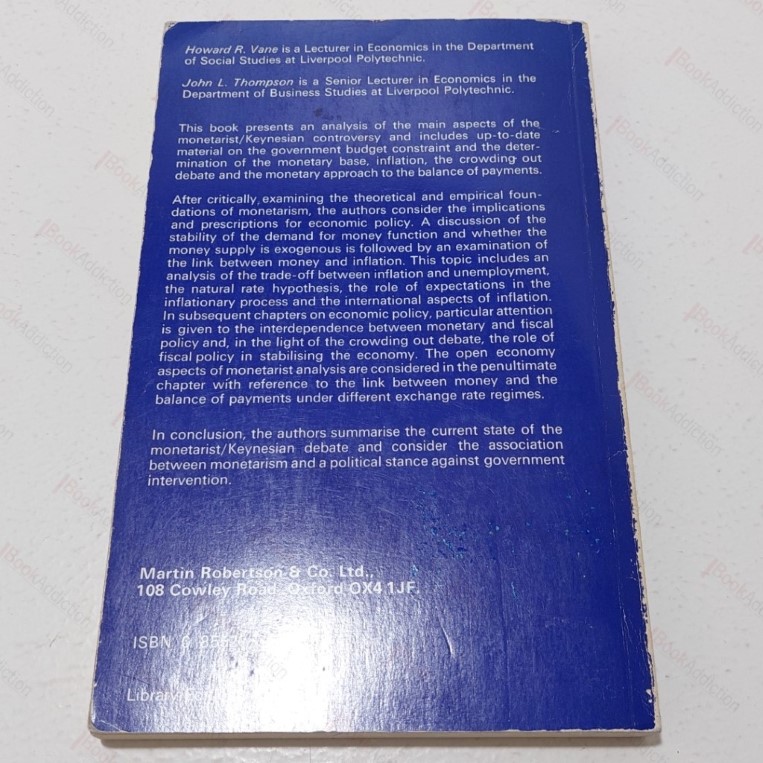 Howard R. Vane is a Lecturer in Economics in the Department
of Social Studies at Liverpool Polytechnic.
John L. Thompson is a Senior Lecturer in Economics in the
Department of Business Studies at Liverpool Polytechnic.
This book presents an analysis of the main aspects of the
monetarist/Keynesian controversy and includes up-to-date
material on the government budget constraint and the deter-
mination of the monetary base, inflation, the crowding out
debate and the monetary approach to the balance of payments.
After critically examining the theoretical and empirical foun-
dations of monetarism, the authors consider the implications
and prescriptions for economic policy. A discussion of the
stability of the demand for money function and whether the
money supply is exogenous is followed by an examination of
the link between money and inflation. This topic includes an
analysis of the trade-off between inflation and unemployment,
the natural rate hypothesis, the role of expectations in the
inflationary process and the international aspects of inflation.
In subsequent chapters on economic policy, particular attention
is given to the interdependence between monetary and fiscal
policy and, in the light of the crowding out debate, the role of
fiscal policy in stabilising the economy. The open economy
aspects of monetarist analysis are considered in the penultimate
chapter with reference to the link between money and the
balance of payments under different exchange rate regimes.
In conclusion, the authors summarise the current state of the
monetarist/Keynesian debate and consider the association
between monetarism and a political stance against government
intervention.
Martin Robertson & Co. Ltd.,
108 Cowley Road, Oxford OX4 1JF.
ISBN 0
Library
BookAddiction